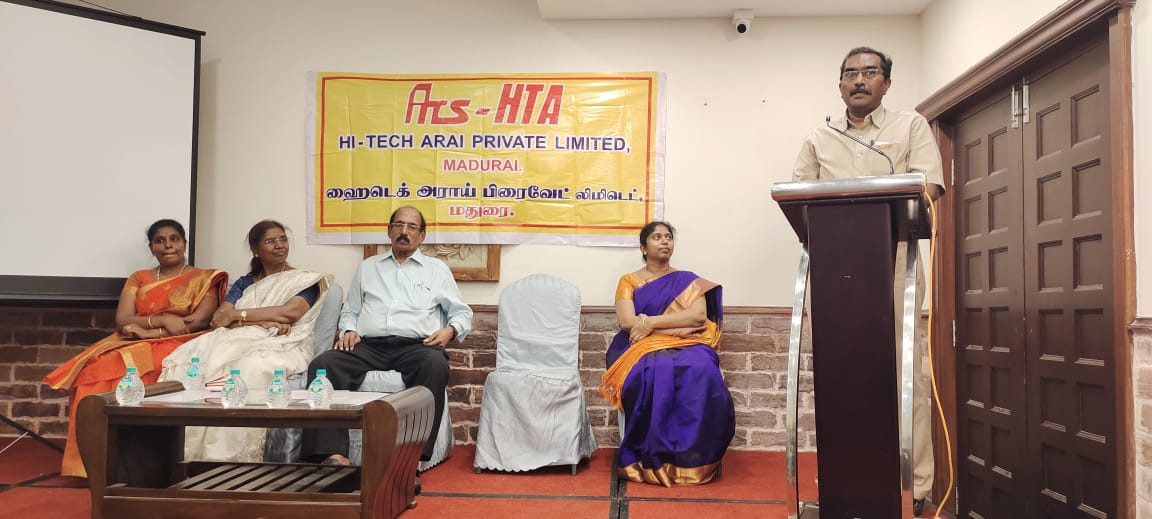 Arcs-HTA
HI-TECH ARAI PRIVATE LIMITED,
MADURAI.
ஹைடெக் அராய் பிரைவேட் லிமிடெட்,
மதுரை.